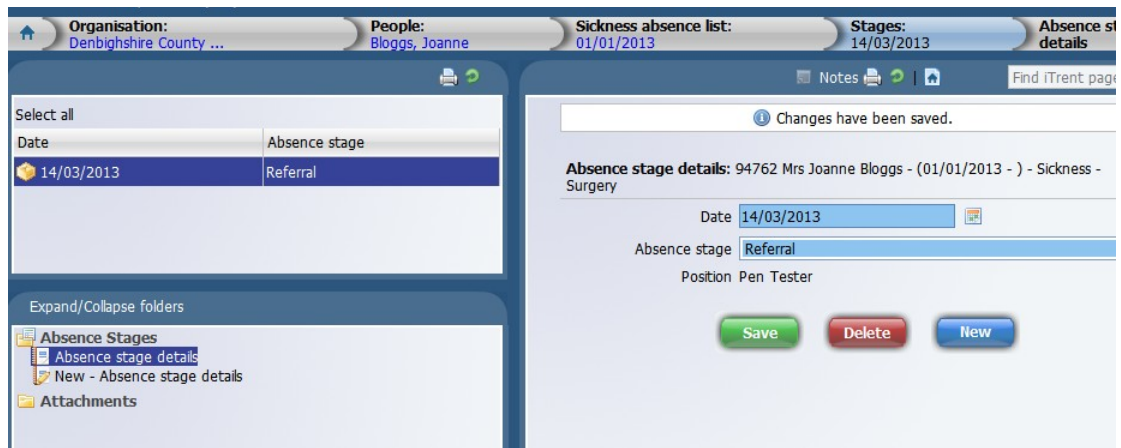 Organisation:
Denbighshire County ...
People:
Bloggs, Joanne
Sickness absence list:
01/01/2013
Stages:
14/03/2013
Absence st
details
Notes
Find iTrent page
Select all
Date Absence stage
14/03/2013 Referral
Expand/Collapse folders
Absence Stages
Absence stage details
New - Absence stage details
Attachments
Changes have been saved.
Absence stage details: 94762 Mrs Joanne Bloggs - (01/01/2013 - ) - Sickness -
Surgery
Date 14/03/2013
Absence stage Referral
Position Pen Tester
Save Delete New